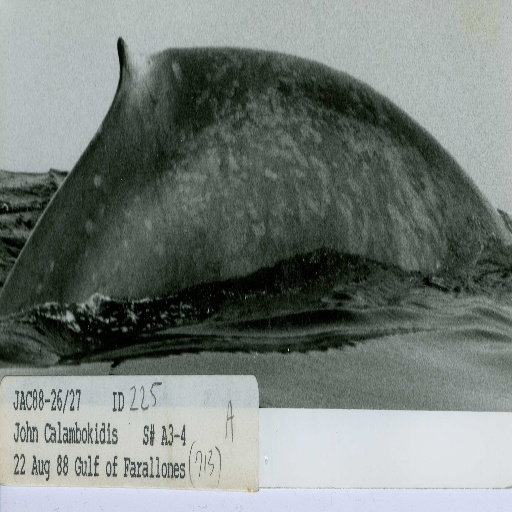 JAC88-26/27 ID 225
John Calambokidis S# A3-4 A
22 Aug 88 Gulf of Farallones (713)